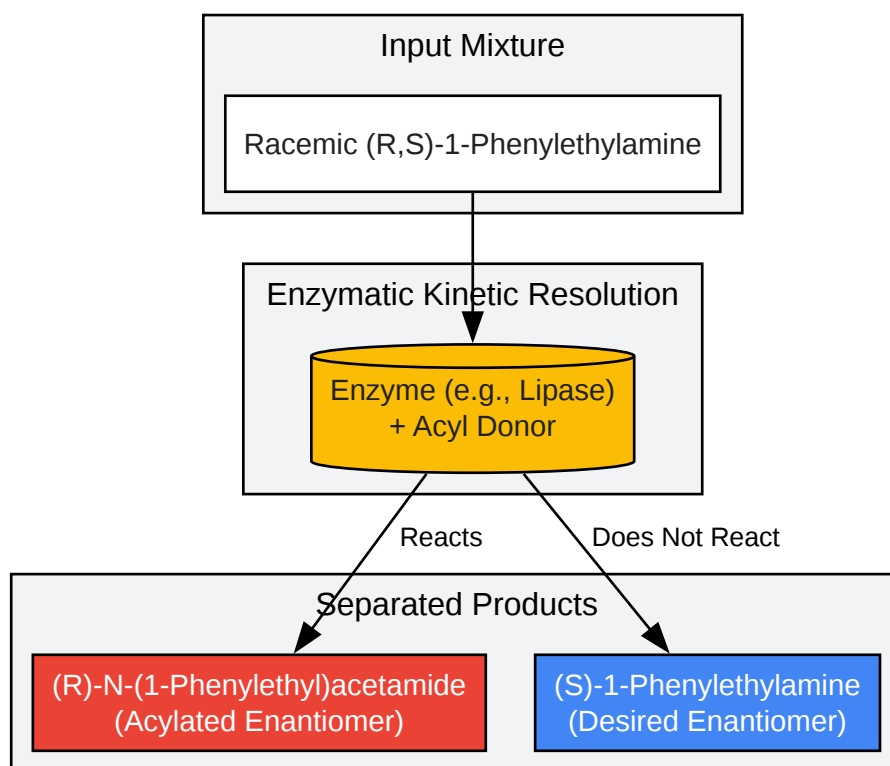 Input Mixture
Racemic (R,S)-1-Phenylethylamine
Enzymatic Kinetic Resolution
Enzyme (e.g., Lipase)
+ Acyl Donor
Reacts
Does Not React
Separated Products
(R)-N-(1-Phenylethyl)acetamide
(Acylated Enantiomer)
(S)-1-Phenylethylamine
(Desired Enantiomer)